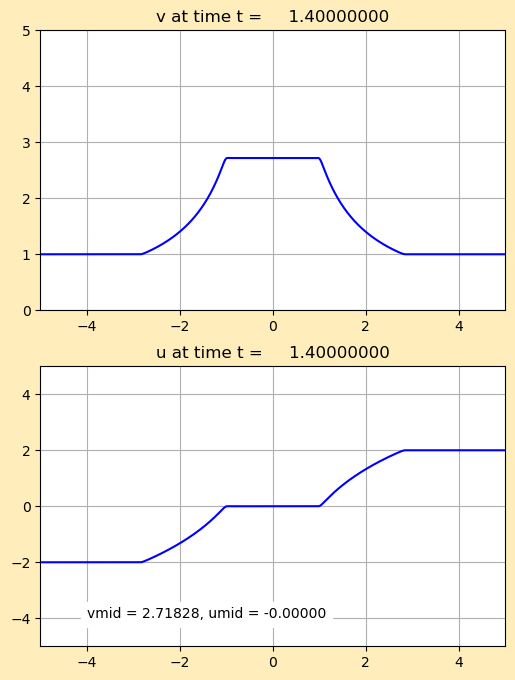 v at time t = 1.40000000
5
4
3
2
1
0
−4 −2 0 2 4
u at time t = 1.40000000
4
2
0
−2
−4
vmid = 2.71828, umid = -0.00000
−4 −2 0 2 4